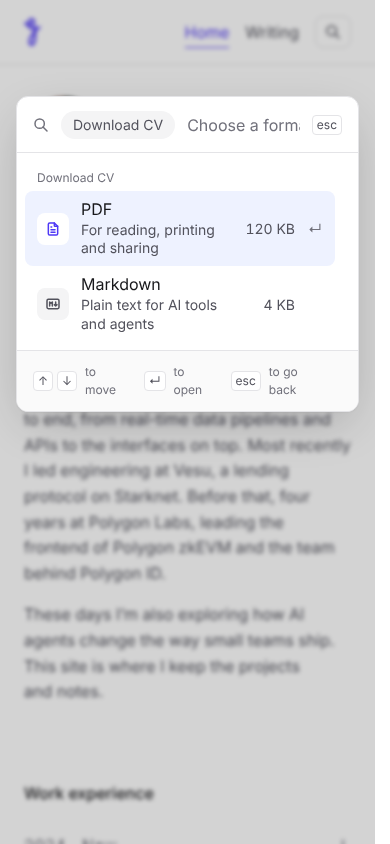 Home Writing
Download CV Choose a forma esc
Download CV
PDF
For reading, printing
and sharing
120 KB
Markdown
Plain text for AI tools
and agents
4 KB
↑ ↓ to
move
↵ to
open
esc to go
back
to end, from real-time data pipelines and
APIs to the interfaces on top. Most recently
I led engineering at Vesu, a lending
protocol on Starknet. Before that, four
years at Polygon Labs, leading the
frontend of Polygon zkEVM and the team
behind Polygon ID.
These days I'm also exploring how AI
agents change the way small teams ship.
This site is where I keep the projects
and notes.
Work experience
2024 – Now